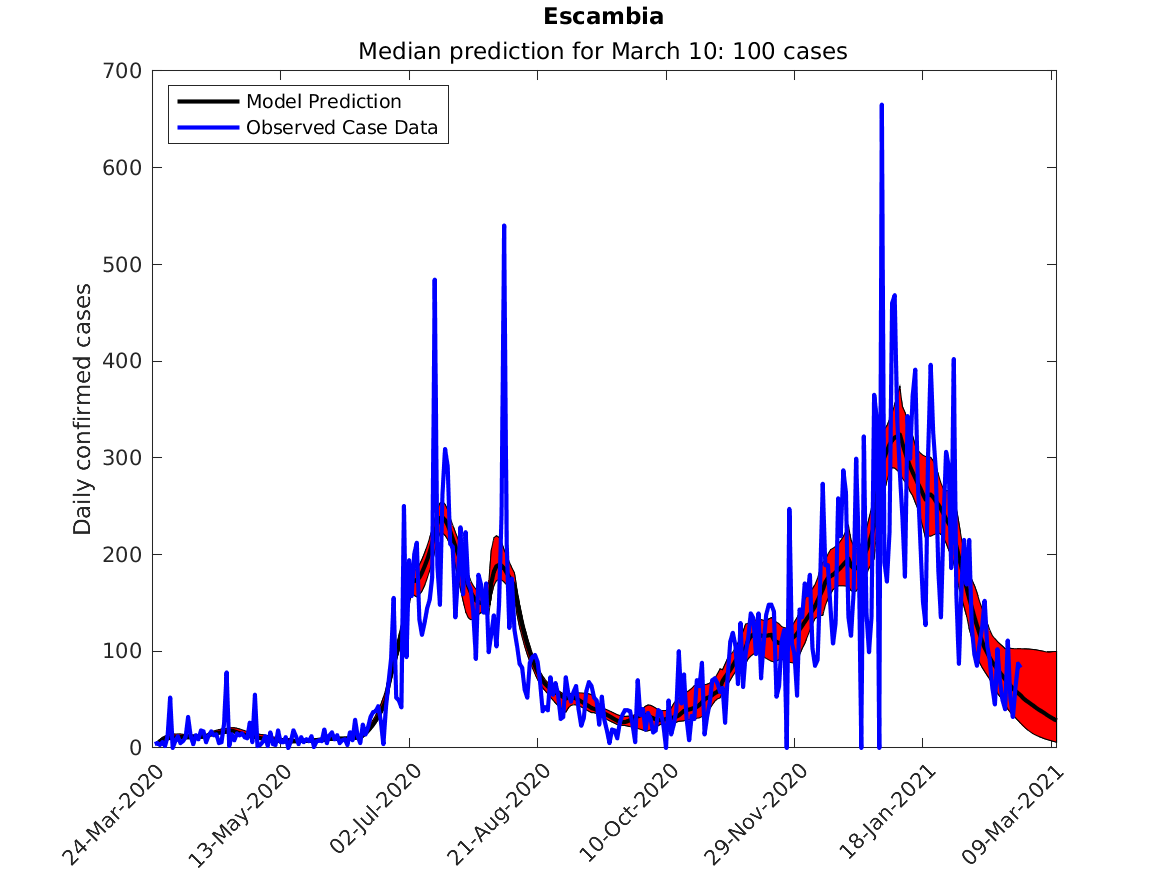 Escambia
Median prediction for March 10: 100 cases
Model Prediction
Observed Case Data
Daily confirmed cases
700
600
500
400
300
200
100
0
24-Mar-2020
13-May-2020
02-Jul-2020
21-Aug-2020
10-Oct-2020
29-Nov-2020
18-Jan-2021
09-Mar-2021